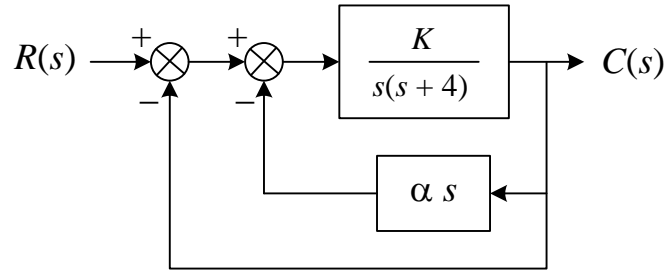 + + K
R(s) C(s)
− − s(s + 4)
α s